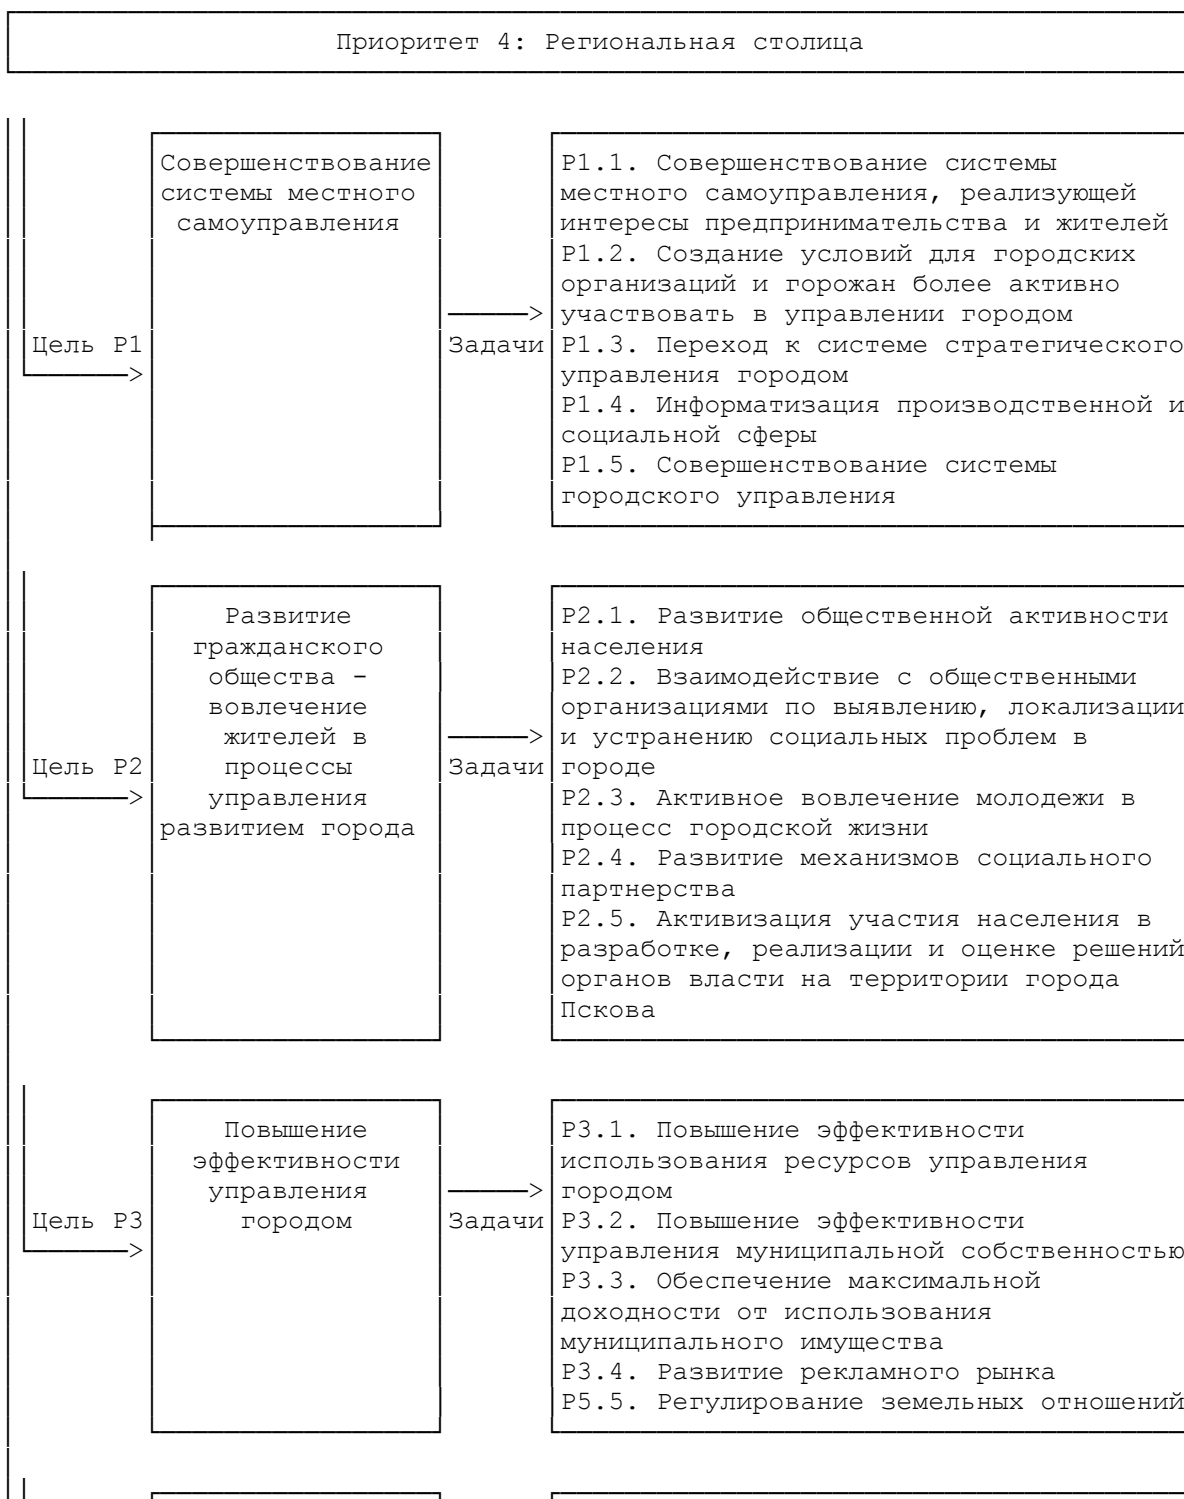 Приоритет 4: Региональная столица
Совершенствование
системы местного
самоуправления
Цель Р1
Задачи
Р1.1. Совершенствование системы
местного самоуправления, реализующей
интересы предпринимательства и жителей
Р1.2. Создание условий для городских
организаций и горожан более активно
участвовать в управлении городом
Р1.3. Переход к системе стратегического
управления городом
Р1.4. Информатизация производственной и
социальной сферы
Р1.5. Совершенствование системы
городского управления
Развитие
гражданского
общества -
вовлечение
жителей в
процессы
управления
развитием города
Цель Р2
Задачи
Р2.1. Развитие общественной активности
населения
Р2.2. Взаимодействие с общественными
организациями по выявлению, локализации
и устранению социальных проблем в
городе
Р2.3. Активное вовлечение молодежи в
процесс городской жизни
Р2.4. Развитие механизмов социального
партнерства
Р2.5. Активизация участия населения в
разработке, реализации и оценке решений
органов власти на территории города
Пскова
Повышение
эффективности
управления
городом
Цель Р3
Задачи
Р3.1. Повышение эффективности
использования ресурсов управления
городом
Р3.2. Повышение эффективности
управления муниципальной собственностью
Р3.3. Обеспечение максимальной
доходности от использования
муниципального имущества
Р3.4. Развитие рекламного рынка
Р5.5. Регулирование земельных отношений